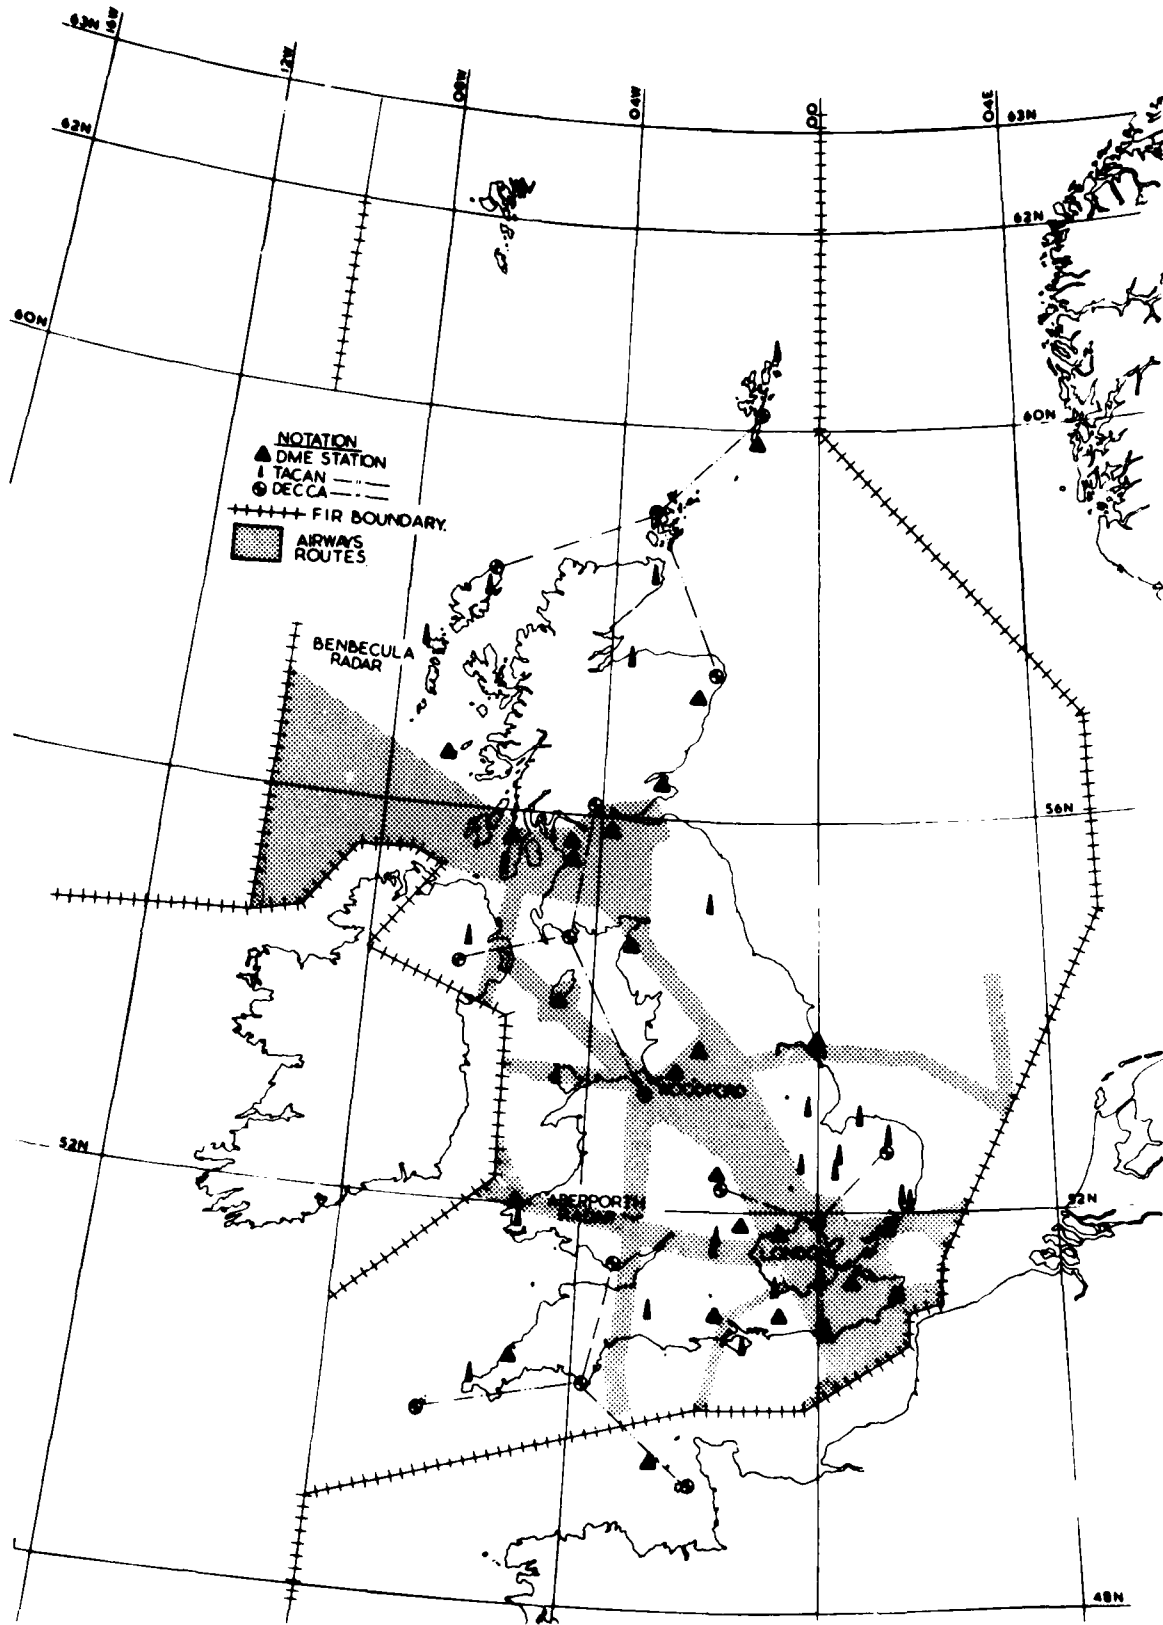 63N 16W
12W
08W
04W
00
04E
63N
62N
62N
60N
60N
NOTATION
DME STATION
TACAN
DECCA
FIR BOUNDARY.
AIRWAYS
ROUTES
BENBECULA
RADAR
56N
WOODFORD
52N
ABERPORTH
RADAR
52N
LONDON
48N